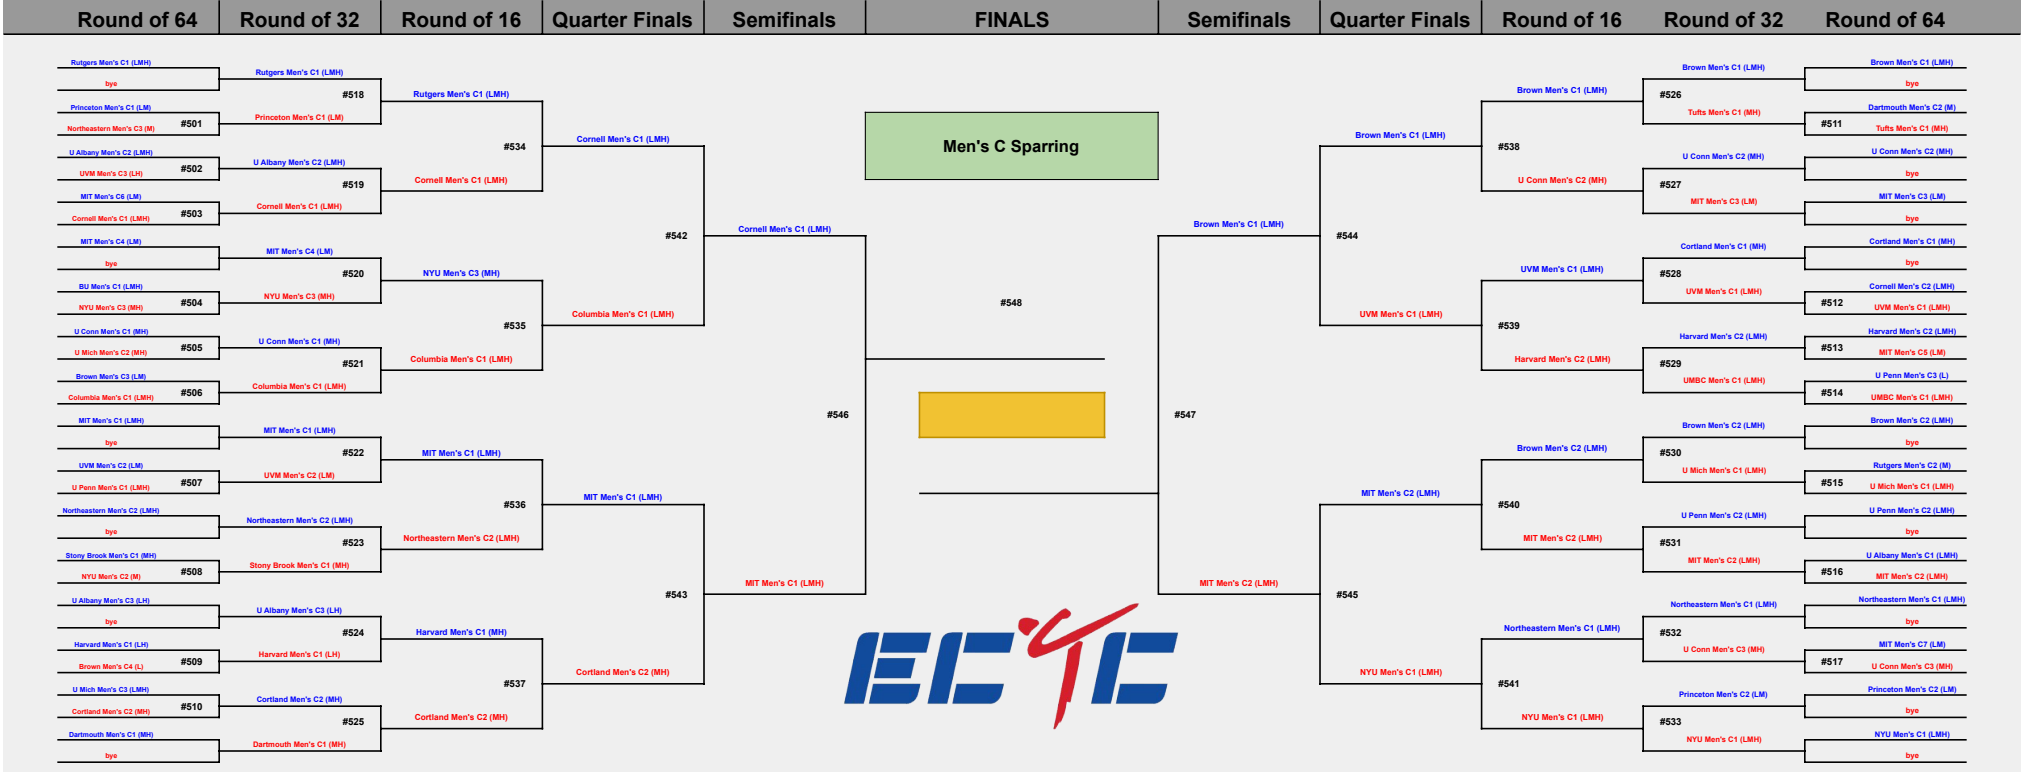 Round of 64
Round of 32
Round of 16
Quarter Finals
Semifinals
FINALS
Semifinals
Quarter Finals
Round of 16
Round of 32
Round of 64
Rutgers Men's C1 (LMH)
bye
Princeton Men's C1 (LM)
#501
Northeastern Men's C3 (M)
U Albany Men's C2 (LMH)
#502
UVM Men's C3 (LH)
MIT Men's C6 (LM)
#503
Cornell Men's C1 (LMH)
MIT Men's C4 (LM)
bye
BU Men's C1 (LMH)
#504
NYU Men's C3 (MH)
U Conn Men's C1 (MH)
#505
U Mich Men's C2 (MH)
Brown Men's C3 (LM)
#506
Columbia Men's C1 (LMH)
MIT Men's C1 (LMH)
bye
UVM Men's C2 (LM)
#507
U Penn Men's C1 (LMH)
Northeastern Men's C2 (LMH)
bye
Stony Brook Men's C1 (MH)
#508
NYU Men's C2 (M)
U Albany Men's C3 (LH)
bye
Harvard Men's C1 (LH)
#509
Brown Men's C4 (L)
U Mich Men's C3 (LMH)
#510
Cortland Men's C2 (MH)
Dartmouth Men's C1 (MH)
bye
Rutgers Men's C1 (LMH)
#518
Princeton Men's C1 (LM)
U Albany Men's C2 (LMH)
#519
Cornell Men's C1 (LMH)
MIT Men's C4 (LM)
#520
NYU Men's C3 (MH)
U Conn Men's C1 (MH)
#521
Columbia Men's C1 (LMH)
MIT Men's C1 (LMH)
#522
UVM Men's C2 (LM)
Northeastern Men's C2 (LMH)
#523
Stony Brook Men's C1 (MH)
U Albany Men's C3 (LH)
#524
Harvard Men's C1 (LH)
Cortland Men's C2 (MH)
#525
Dartmouth Men's C1 (MH)
Rutgers Men's C1 (LMH)
#534
Cornell Men's C1 (LMH)
NYU Men's C3 (MH)
#535
Columbia Men's C1 (LMH)
MIT Men's C1 (LMH)
#536
Northeastern Men's C2 (LMH)
Harvard Men's C1 (MH)
#537
Cortland Men's C2 (MH)
Cornell Men's C1 (LMH)
#542
Columbia Men's C1 (LMH)
MIT Men's C1 (LMH)
#543
Cortland Men's C2 (MH)
Cornell Men's C1 (LMH)
#546
MIT Men's C1 (LMH)
Men's C Sparring
#548
ECTC
Brown Men's C1 (LMH)
#547
MIT Men's C2 (LMH)
Brown Men's C1 (LMH)
#544
UVM Men's C1 (LMH)
MIT Men's C2 (LMH)
#545
NYU Men's C1 (LMH)
Brown Men's C1 (LMH)
#538
U Conn Men's C2 (MH)
UVM Men's C1 (LMH)
#539
Harvard Men's C2 (LMH)
Brown Men's C2 (LMH)
#540
MIT Men's C2 (LMH)
Northeastern Men's C1 (LMH)
#541
NYU Men's C1 (LMH)
Brown Men's C1 (LMH)
#526
Tufts Men's C1 (MH)
U Conn Men's C2 (MH)
#527
MIT Men's C3 (LM)
Cortland Men's C1 (MH)
#528
UVM Men's C1 (LMH)
Harvard Men's C2 (LMH)
#529
UMBC Men's C1 (LMH)
Brown Men's C2 (LMH)
#530
U Mich Men's C1 (LMH)
U Penn Men's C2 (LMH)
#531
MIT Men's C2 (LMH)
Northeastern Men's C1 (LMH)
#532
U Conn Men's C3 (MH)
Princeton Men's C2 (LM)
#533
NYU Men's C1 (LMH)
Brown Men's C1 (LMH)
bye
Dartmouth Men's C2 (M)
#511
Tufts Men's C1 (MH)
U Conn Men's C2 (MH)
bye
MIT Men's C3 (LM)
bye
Cortland Men's C1 (MH)
bye
Cornell Men's C2 (LMH)
#512
UVM Men's C1 (LMH)
Harvard Men's C2 (LMH)
#513
MIT Men's C5 (LM)
U Penn Men's C3 (L)
#514
UMBC Men's C1 (LMH)
Brown Men's C2 (LMH)
bye
Rutgers Men's C2 (M)
#515
U Mich Men's C1 (LMH)
U Penn Men's C2 (LMH)
bye
U Albany Men's C1 (LMH)
#516
MIT Men's C2 (LMH)
Northeastern Men's C1 (LMH)
bye
MIT Men's C7 (LM)
#517
U Conn Men's C3 (MH)
Princeton Men's C2 (LM)
bye
NYU Men's C1 (LMH)
bye